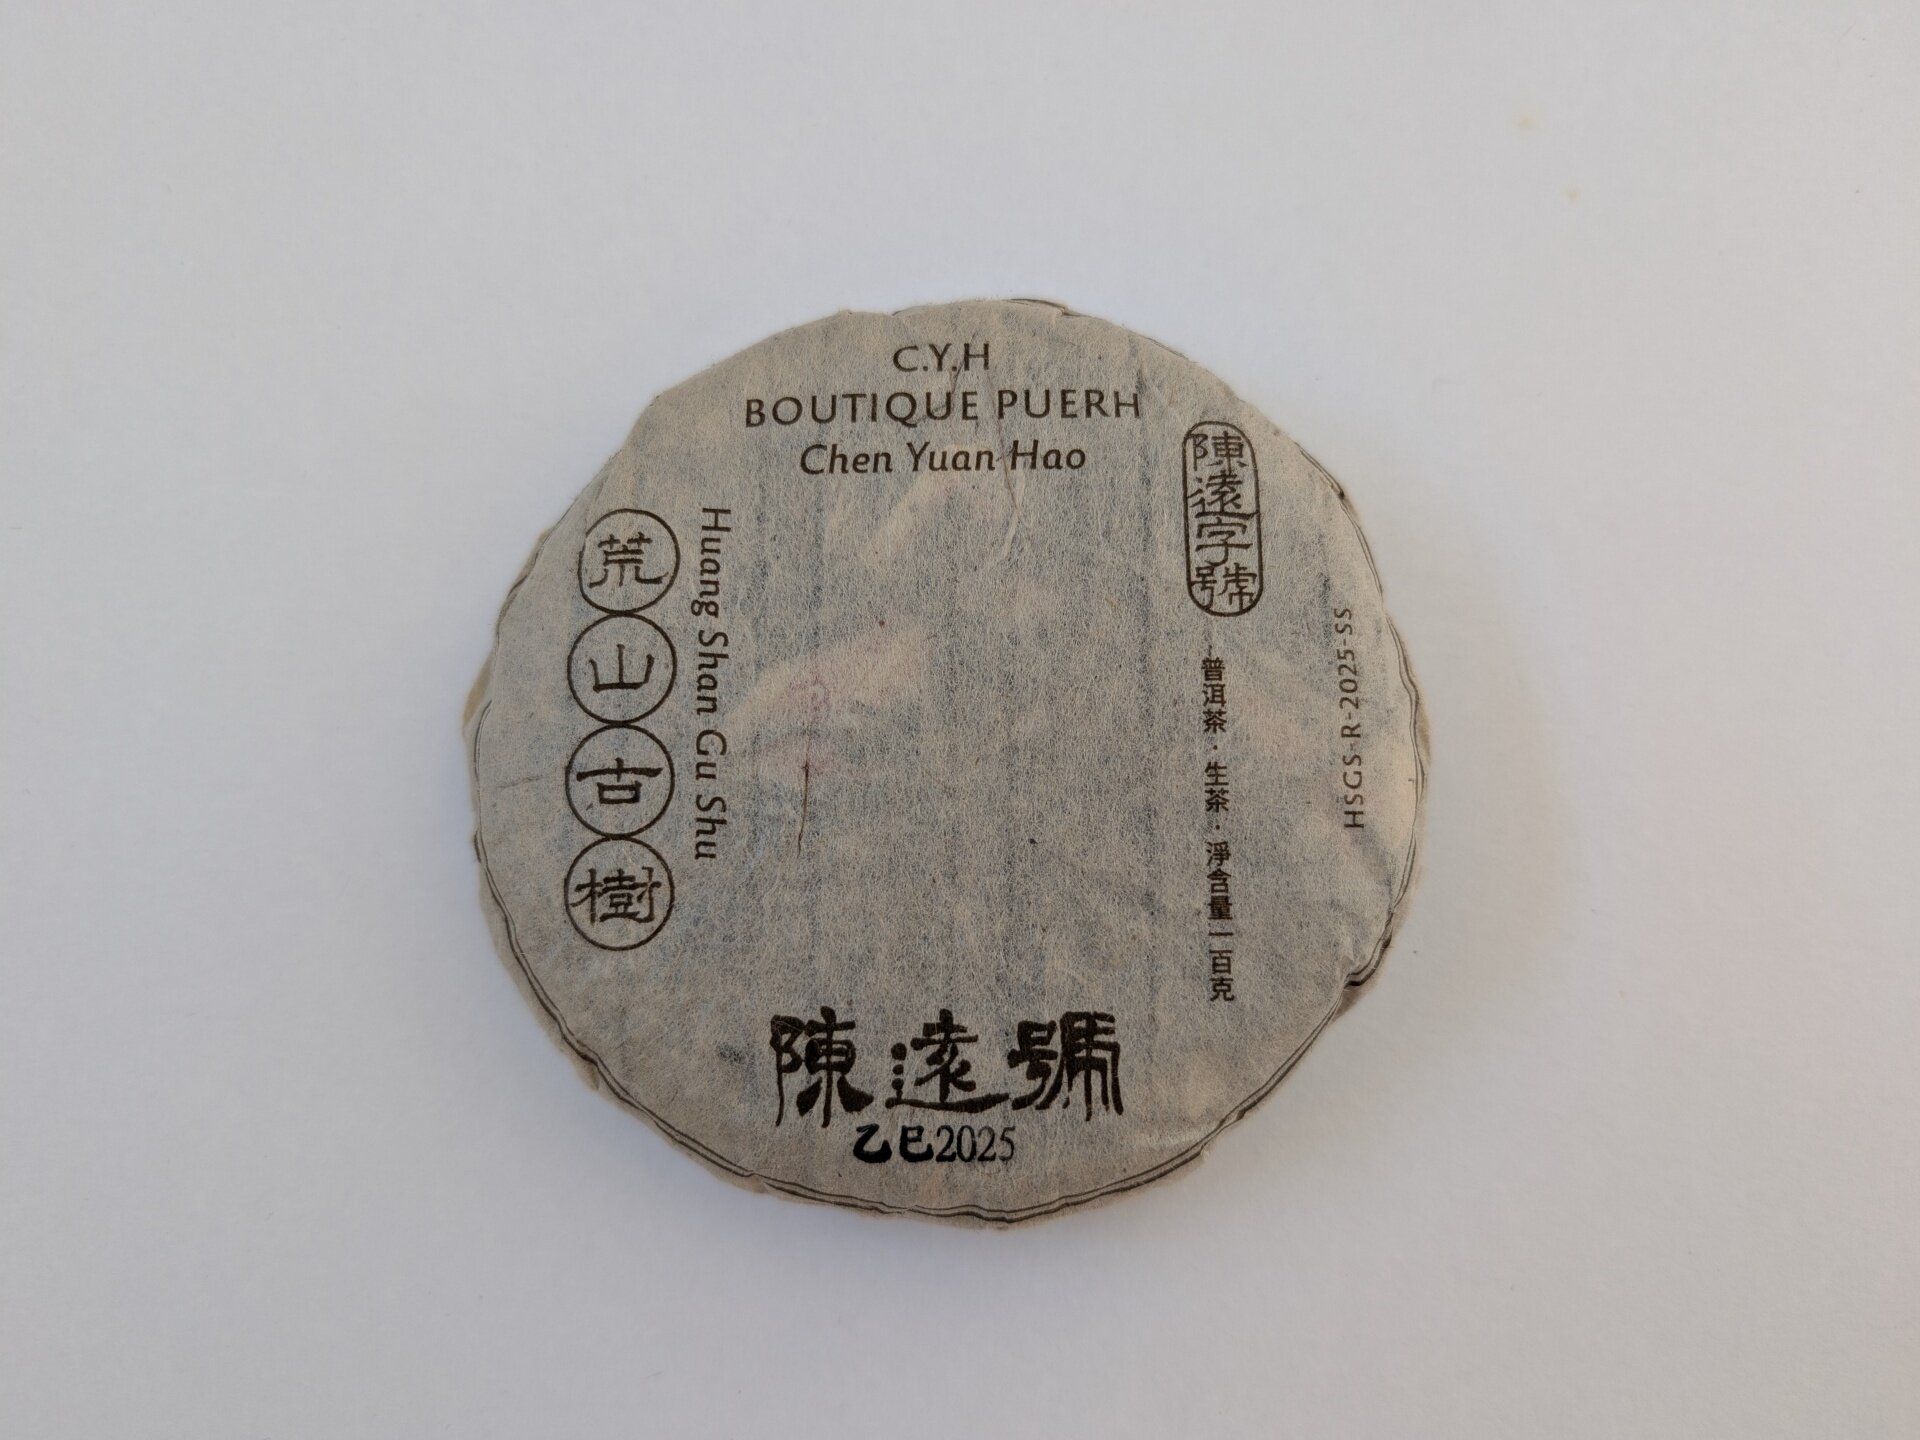 C.Y.H
BOUTIQUE PUERH
Chen Yuan Hao
陳遠字號
荒山古樹
Huang Shan Gu Shu
普洱茶·生茶·淨含量一百克
HSGS-R-2025-SS
陳遠號
乙巳2025